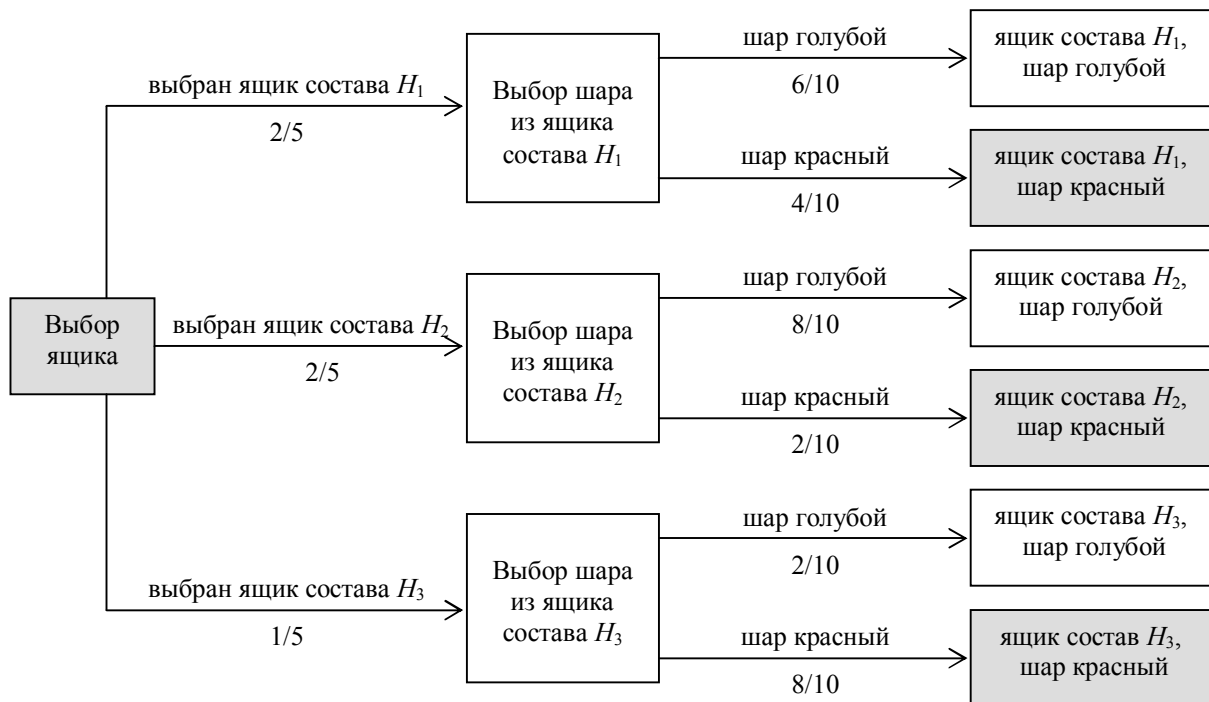 выбран ящик состава H1
2/5
Выбор шара
из ящика
состава H1
шар голубой
6/10
ящик состава H1,
шар голубой
шар красный
4/10
ящик состава H1,
шар красный
Выбор
ящика
выбран ящик состава H2
2/5
Выбор шара
из ящика
состава H2
шар голубой
8/10
ящик состава H2,
шар голубой
шар красный
2/10
ящик состава H2,
шар красный
выбран ящик состава H3
1/5
Выбор шара
из ящика
состава H3
шар голубой
2/10
ящик состава H3,
шар голубой
шар красный
8/10
ящик состав H3,
шар красный